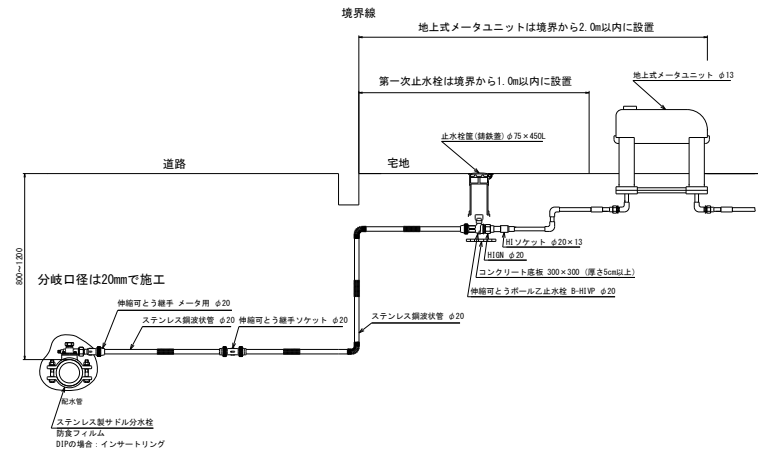 境界線
地上式メータユニットは境界から2.0m以内に設置
第一次止水栓は境界から1.0m以内に設置
地上式メータユニット φ13
止水栓筐(鋳鉄蓋)φ75×450L
道路
宅地
800~1200
HIソケット φ20×13
HIGN φ20
コンクリート底板 300×300 (厚さ5cm以上)
伸縮可とうボール乙止水栓 B-HIVP φ20
分岐口径は20mmで施工
伸縮可とう継手 メータ用 φ20
ステンレス鋼波状管 φ20
伸縮可とう継手ソケット φ20
ステンレス鋼波状管 φ20
配水管
ステンレス製サドル分水栓
防食フィルム
DIPの場合:インサートリング